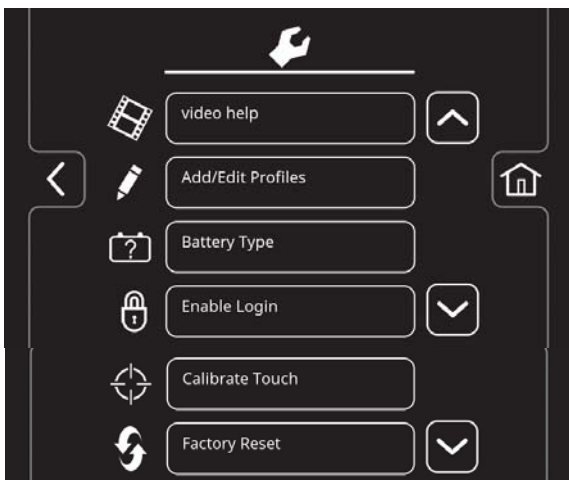 video help
Add/Edit Profiles
Battery Type
?
Enable Login
Calibrate Touch
Factory Reset